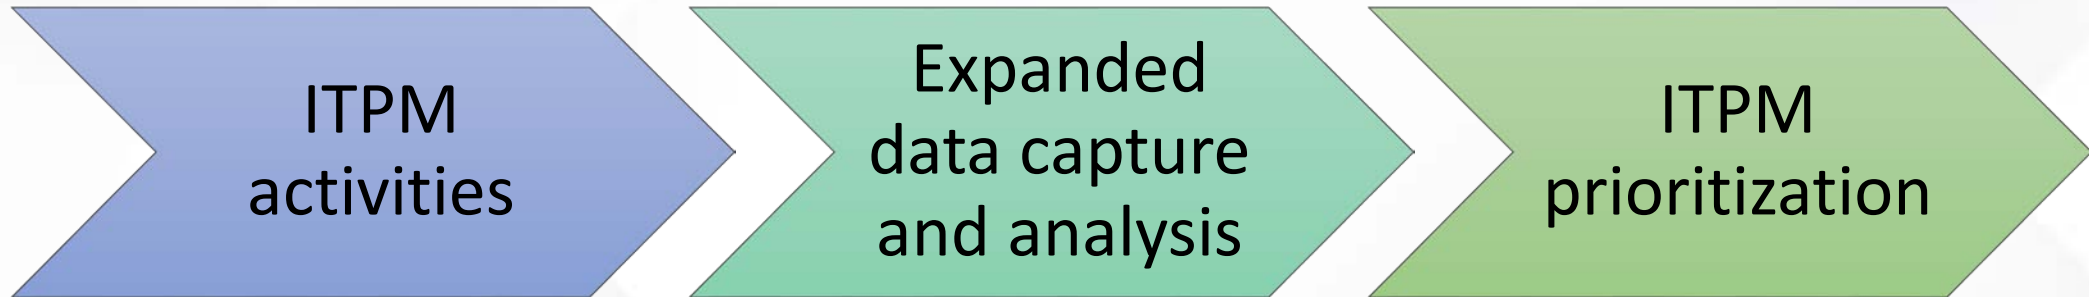 ITPM
activities
Expanded
data capture
and analysis
ITPM
prioritization